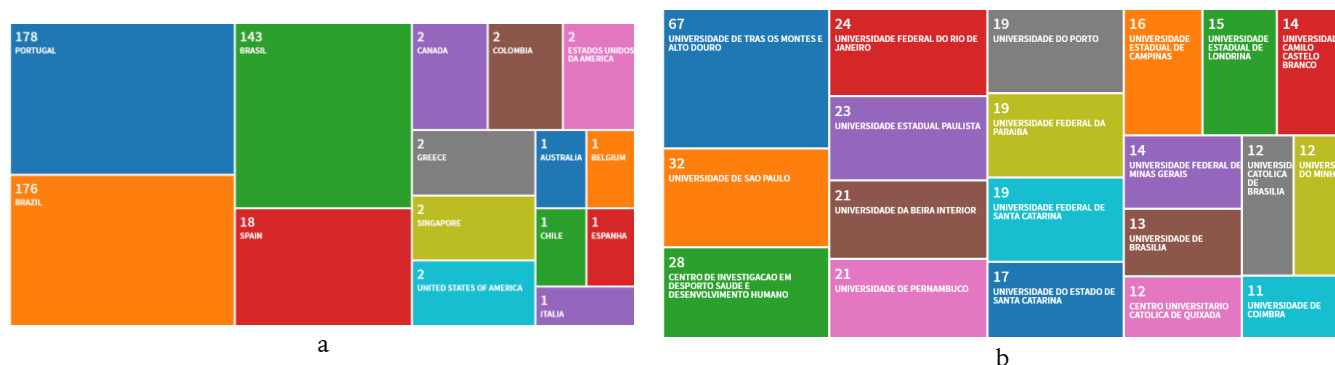 178
PORTUGAL
176
BRAZIL
143
BRASIL
18
SPAIN
2
CANADA
2
COLOMBIA
2
ESTADOS UNIDOS
DA AMERICA
2
GREECE
2
SINGAPORE
2
UNITED STATES OF AMERICA
1
AUSTRALIA
1
BELGIUM
1
CHILE
1
ESPANHA
1
ITALIA
a
67
UNIVERSIDADE DE TRAS OS MONTES E
ALTO DOURO
32
UNIVERSIDADE DE SAO PAULO
28
CENTRO DE INVESTIGACAO EM
DESPORTO SAUDE E
DESENVOLVIMENTO HUMANO
24
UNIVERSIDADE FEDERAL DO RIO DE
JANEIRO
23
UNIVERSIDADE ESTADUAL PAULISTA
21
UNIVERSIDADE DA BEIRA INTERIOR
21
UNIVERSIDADE DE PERNAMBUCO
19
UNIVERSIDADE DO PORTO
19
UNIVERSIDADE FEDERAL DA
PARAIBA
19
UNIVERSIDADE FEDERAL DE
SANTA CATARINA
17
UNIVERSIDADE DO ESTADO DE
SANTA CATARINA
16
UNIVERSIDADE
ESTADUAL DE
CAMPINAS
15
UNIVERSIDADE
ESTADUAL DE
LONDRINA
14
UNIVERSIDAD
CAMILO
CASTELO
BRANCO
14
UNIVERSIDADE FEDERAL DE
MINAS GERAIS
13
UNIVERSIDADE DE
BRASILIA
12
CENTRO UNIVERSITARIO
CATOLICA DE QUIXADA
12
UNIVERSID
CATOLICA
DE
BRASILIA
12
UNIVERS
DO MINH
11
UNIVERSIDADE DE
COIMBRA
b